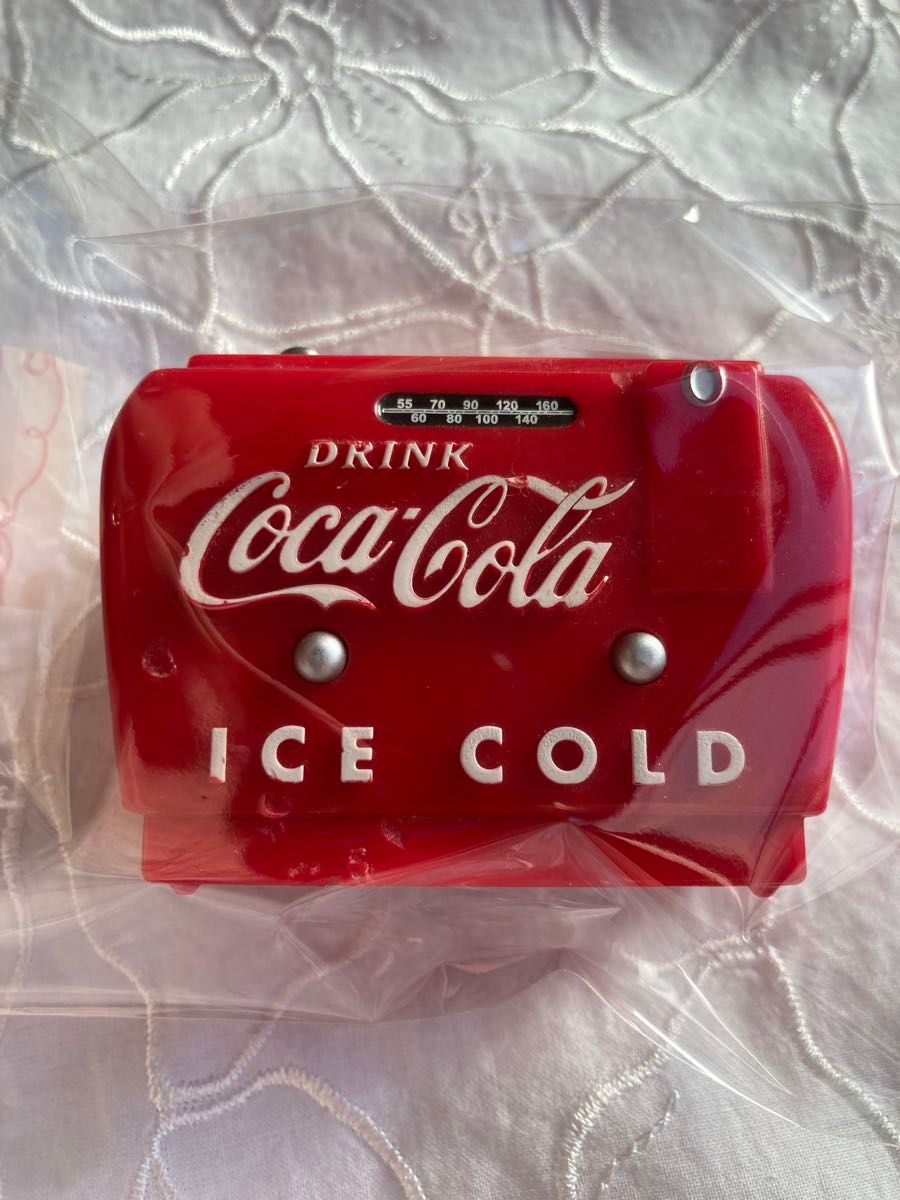 55 70 90 120 160
60 80 100 140
DRINK
Coca-Cola
ICE COLD